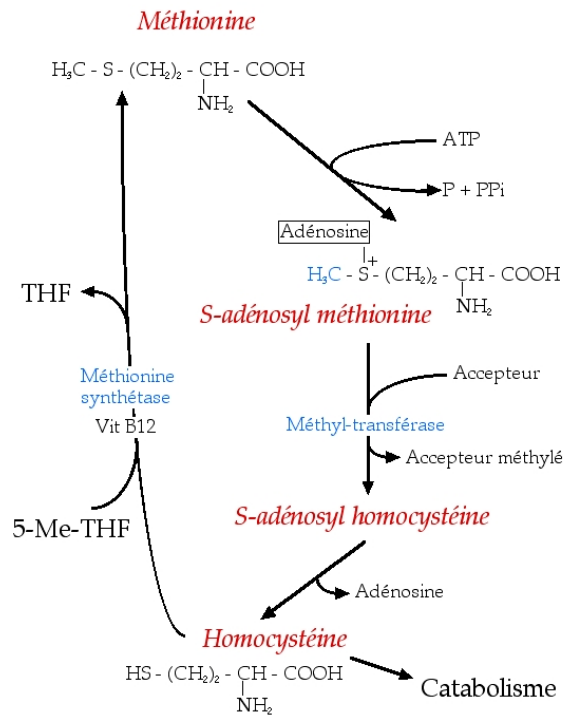 Méthionine
H₃C - S - (CH₂)₂ - CH - COOH
NH₂
ATP
P + PPi
Adénosine
+
H₃C - S - (CH₂)₂ - CH - COOH
NH₂
THF
S-adénosyl méthionine
Accepteur
Méthionine
synthétase
Méthyl-transférase
Vit B12
Accepteur méthylé
5-Me-THF
S-adénosyl homocystéine
Adénosine
Homocystéine
HS - (CH₂)₂ - CH - COOH
NH₂
Catabolisme